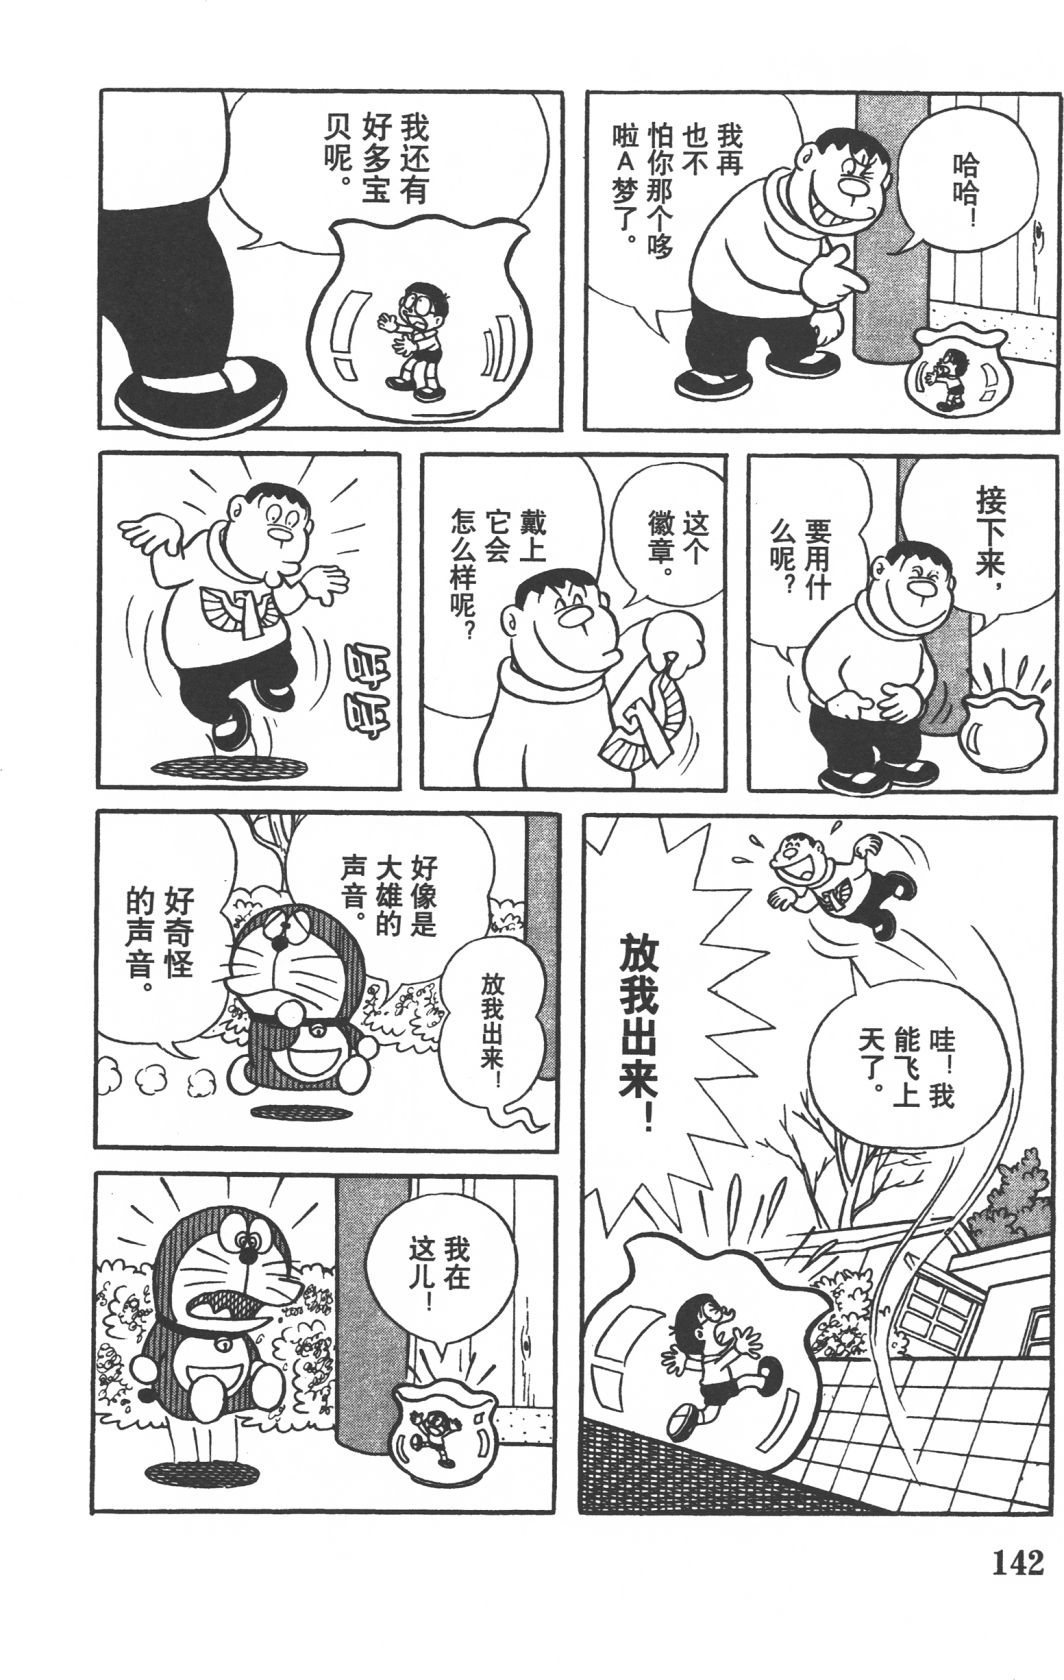 哈
哈！
我再
也不
怕你那个哆
啦A梦了。
我还有
好多宝
贝呢。
接下来，
要用什
么呢？
这个
徽章。
戴上
它会
怎么样呢？
哇！我
能飞上
天了。
放我出来！
放我出来！
好像是
大雄的
声音。
好奇怪
的声音。
我在
这儿！
142